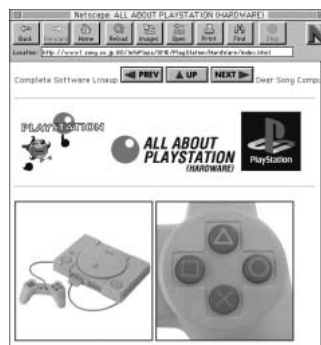 Netscape: ALL ABOUT PLAYSTATION (HARDWARE)
Back Forward Home Reload Images Open Print Find Stop N
Location:
Complete Software Lineup PREV UP NEXT Dear Sony Compu
PLAYSTATION
ALL ABOUT
PLAYSTATION
(HARDWARE)
PlayStation